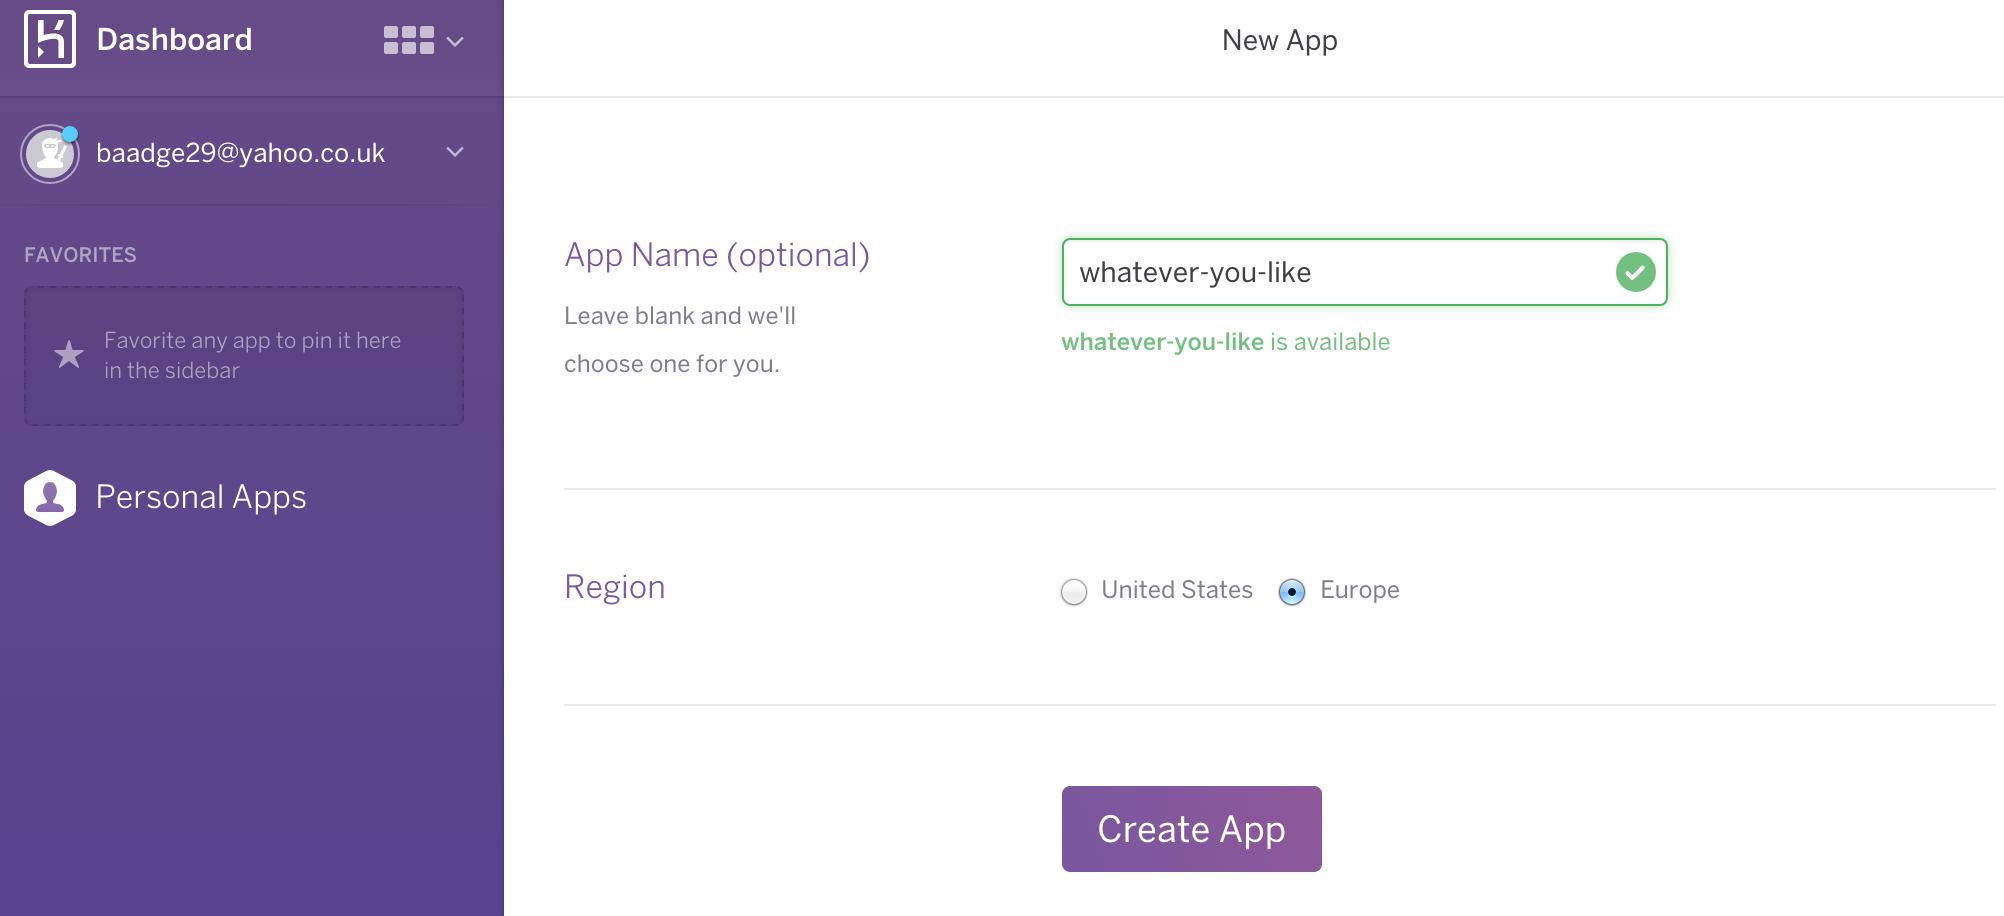 Dashboard
New App
baadge29@yahoo.co.uk
FAVORITES
Favorite any app to pin it here
in the sidebar
Personal Apps
App Name (optional)
Leave blank and we'll
choose one for you.
whatever-you-like
whatever-you-like is available
Region
United States
Europe
Create App